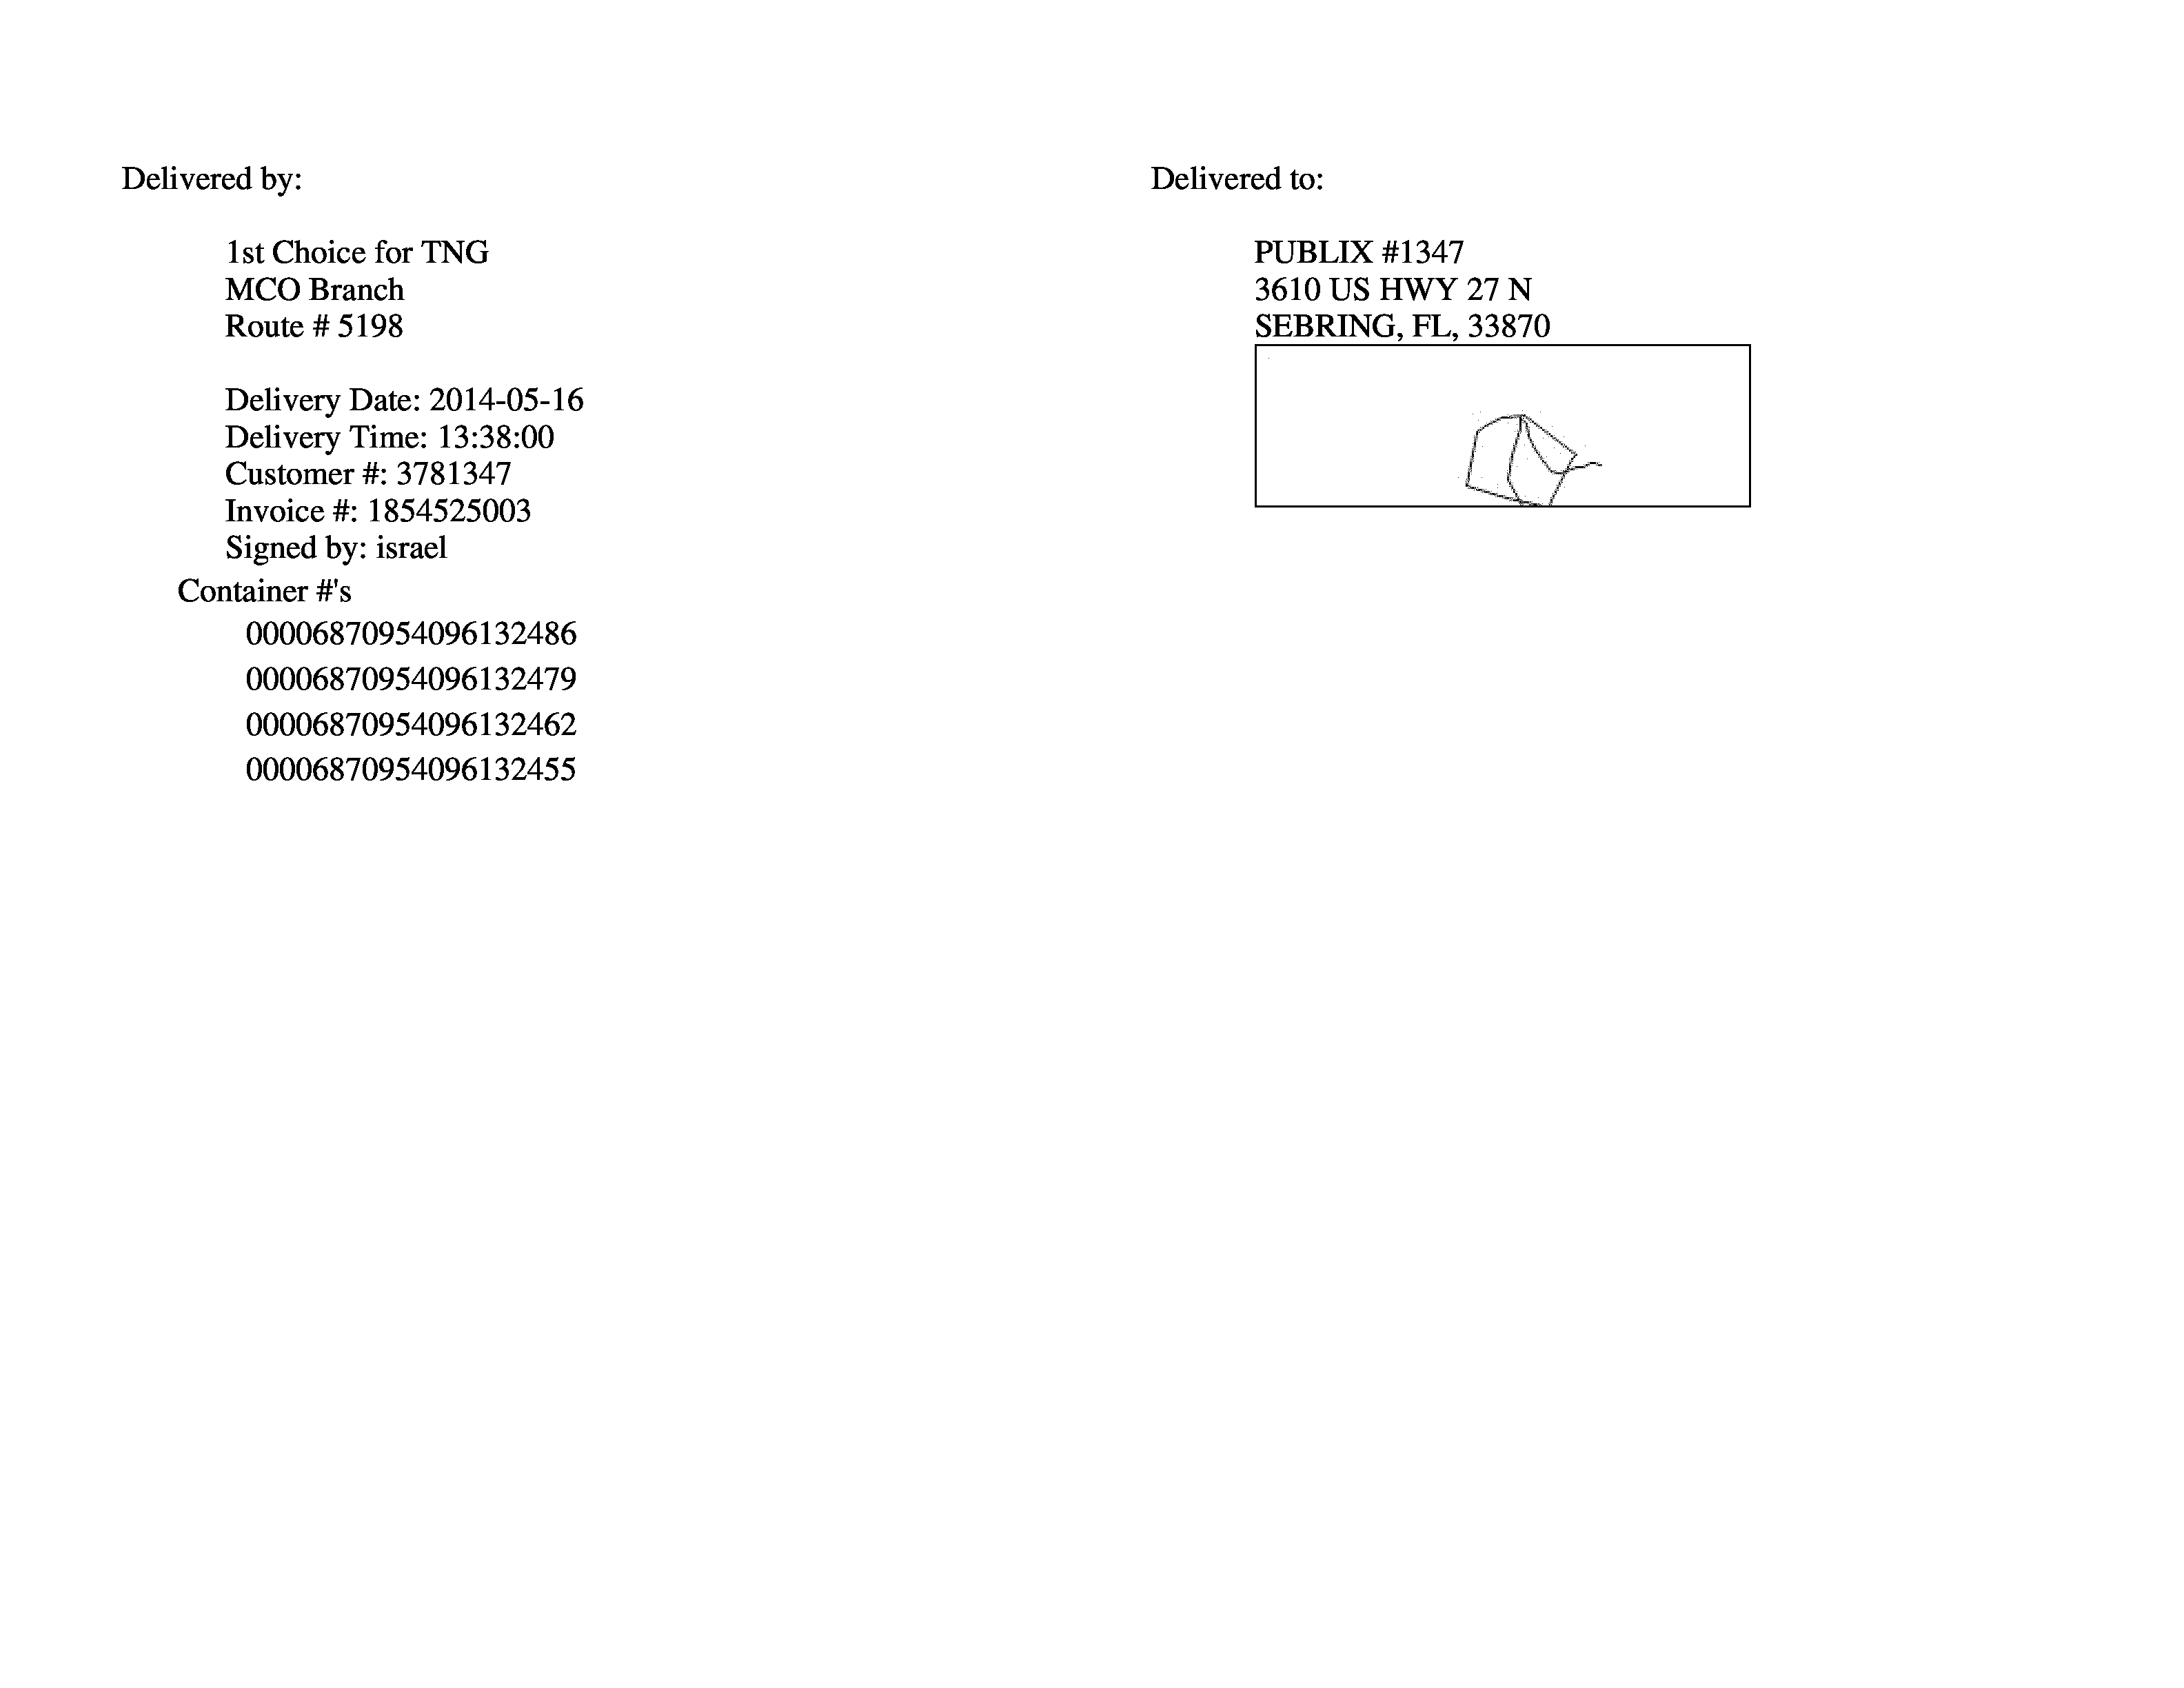 Delivered by:
1st Choice for TNG
MCO Branch
Route # 5198
Delivery Date: 2014-05-16
Delivery Time: 13:38:00
Customer #: 3781347
Invoice #: 1854525003
Signed by: israel
Container #'s
00006870954096132486
00006870954096132479
00006870954096132462
00006870954096132455
Delivered to:
PUBLIX #1347
3610 US HWY 27 N
SEBRING, FL, 33870